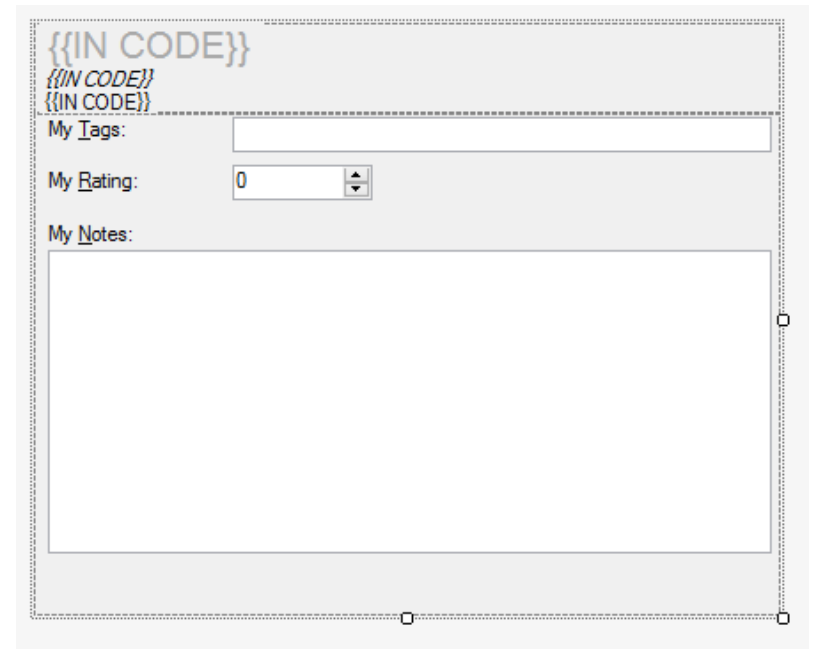 {{IN CODE}}
{{IN CODE}}
{{IN CODE}}
My Tags:
My Rating: 0
My Notes: